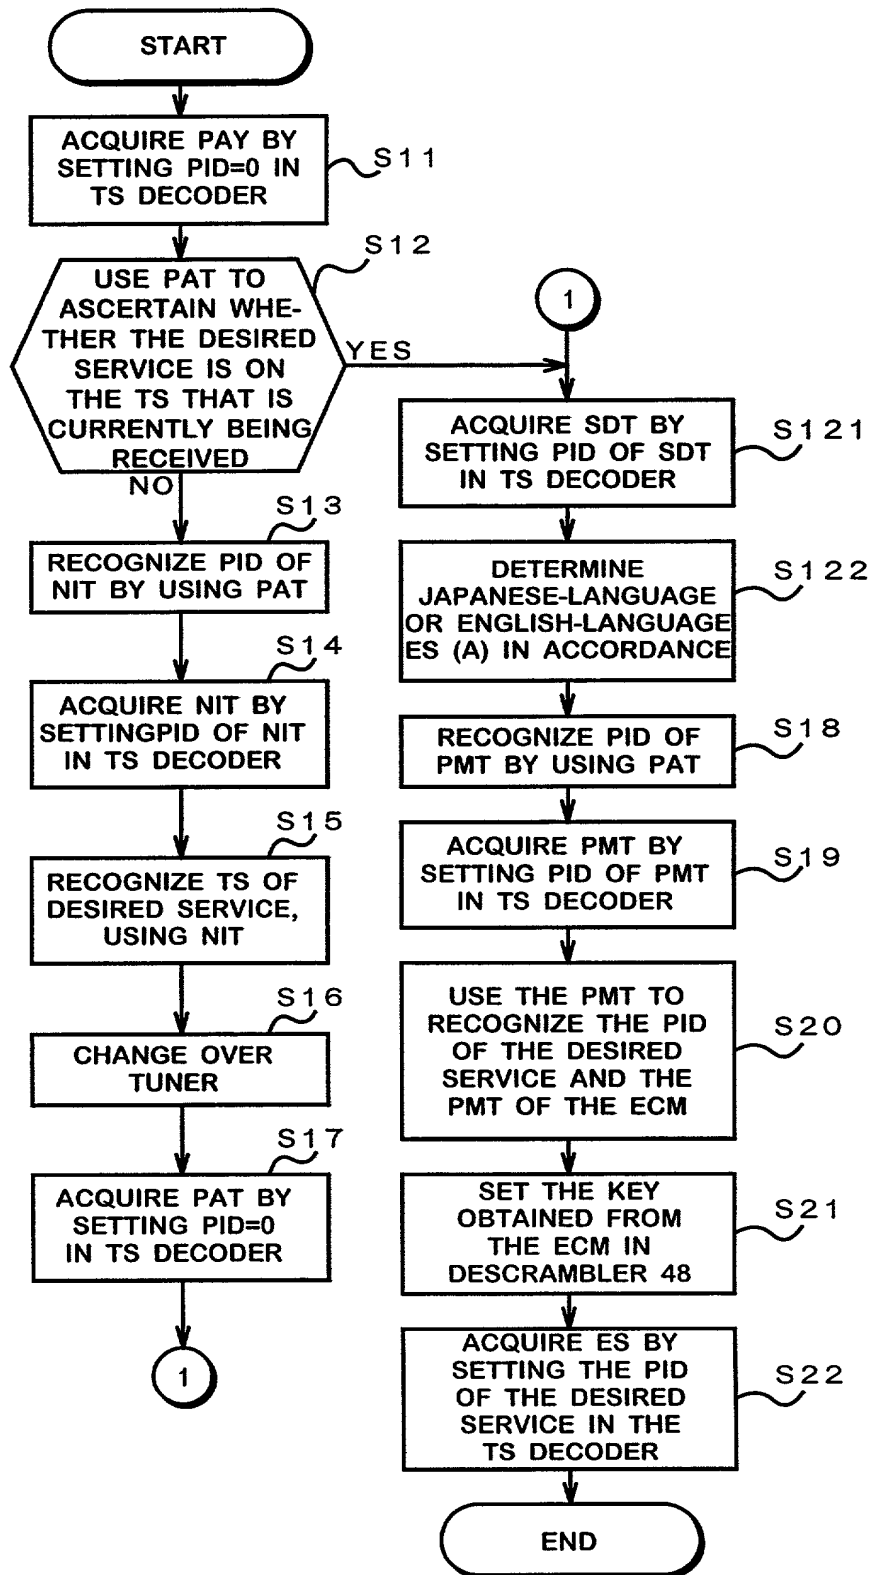 START
ACQUIRE PAY BY
SETTING PID=0 IN
TS DECODER
S11
USE PAT TO
ASCERTAIN WHE-
THER THE DESIRED
SERVICE IS ON
THE TS THAT IS
CURRENTLY BEING
RECEIVED
S12
YES
NO
RECOGNIZE PID OF
NIT BY USING PAT
S13
ACQUIRE NIT BY
SETTINGPID OF NIT
IN TS DECODER
S14
RECOGNIZE TS OF
DESIRED SERVICE,
USING NIT
S15
CHANGE OVER
TUNER
S16
ACQUIRE PAT BY
SETTING PID=0
IN TS DECODER
S17
1
1
ACQUIRE SDT BY
SETTING PID OF SDT
IN TS DECODER
S121
DETERMINE
JAPANESE-LANGUAGE
OR ENGLISH-LANGUAGE
ES (A) IN ACCORDANCE
S122
RECOGNIZE PID OF
PMT BY USING PAT
S18
ACQUIRE PMT BY
SETTING PID OF PMT
IN TS DECODER
S19
USE THE PMT TO
RECOGNIZE THE PID
OF THE DESIRED
SERVICE AND THE
PMT OF THE ECM
S20
SET THE KEY
OBTAINED FROM
THE ECM IN
DESCRAMBLER 48
S21
ACQUIRE ES BY
SETTING THE PID
OF THE DESIRED
SERVICE IN THE
TS DECODER
S22
END